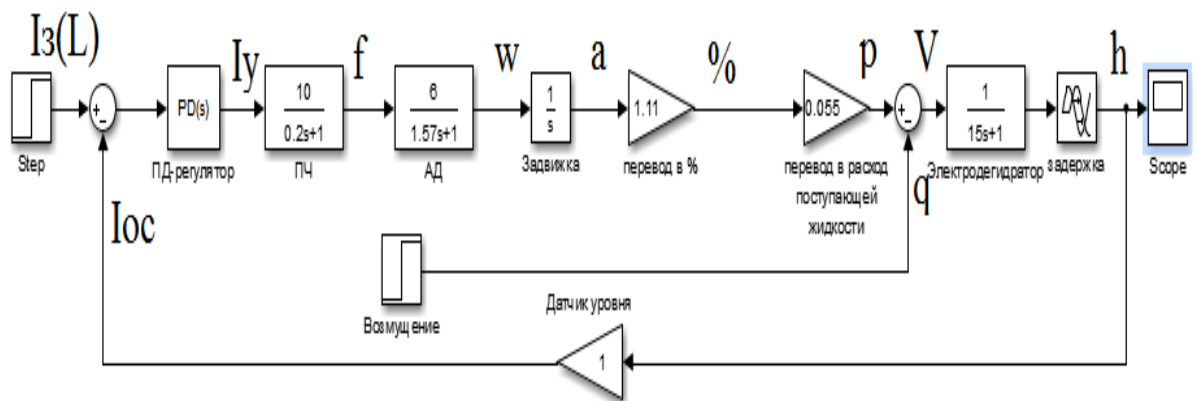 Iз(L)
Iy
f
w
a
%
p
V
h
+
-
PD(s)
10
0.2s+1
6
1.57s+1
1
s
1.11
0.055
+
-
1
15s+1
Step
ПД-регулятор
ПЧ
АД
Задвижка
перевод в %
перевод в расход
поступающей
жидкости
Электродегидратор
задержка
Scope
q
Iос
Возмущение
Датчик уровня
1